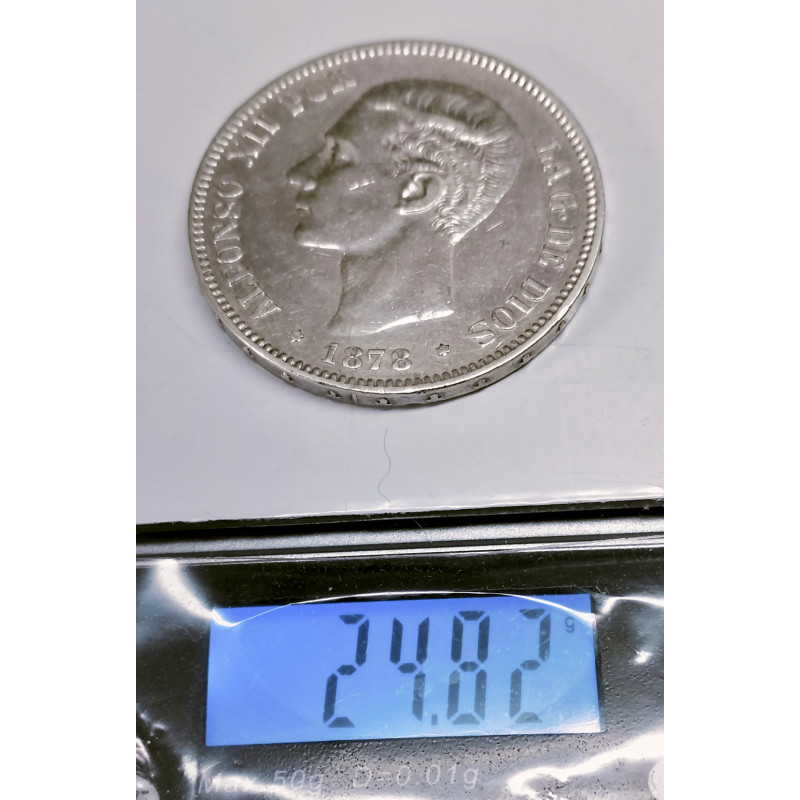 ALFONSO XII POR
LA G. DE DIOS
* 1878 *
24.82 g
Max 50g D=0.01g